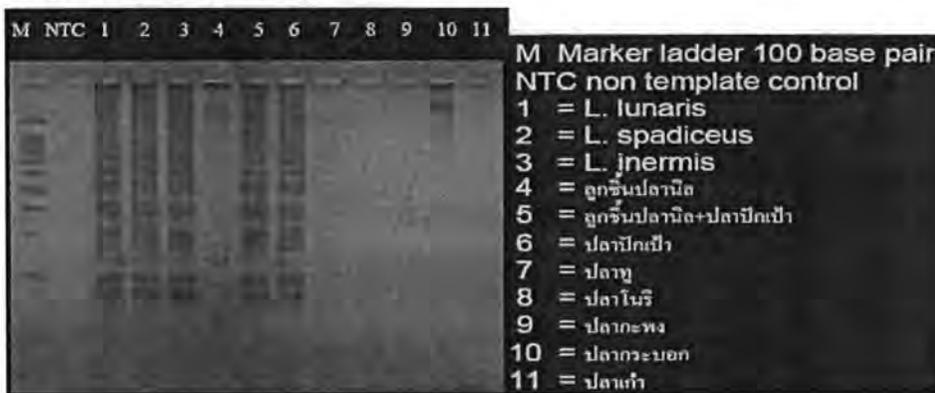 M NTC 1 2 3 4 5 6 7 8 9 10 11
M Marker ladder 100 base pair
NTC non template control
1 = L. lunaris
2 = L. spadiceus
3 = L. inermis
4 = ลูกชิ้นปลานิล
5 = ลูกชิ้นปลานิล+ปลาปักเป้า
6 = ปลาปักเป้า
7 = ปลาทู
8 = ปลาโนรี
9 = ปลากะพง
10 = ปลากระบอก
11 = ปลาเก๋า